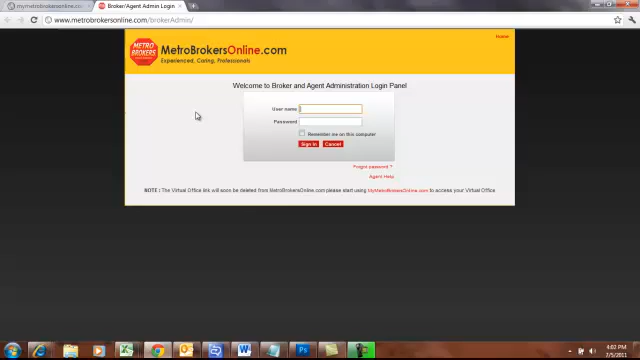 mymetrobrokersonline.com
Broker/Agent Admin Login
www.metrobrokersonline.com/brokerAdmin/
Home
METRO BROKERS
MetroBrokersOnline.com
Experienced, Caring, Professionals
Welcome to Broker and Agent Administration Login Panel
User name
Password
Remember me on this computer
Sign In Cancel
Forgot password ?
Agent Help
NOTE : The Virtual Office link will soon be deleted from MetroBrokersOnline.com please start using MyMetroBrokers.com to access your Virtual Office
4:02 PM
7/5/2011